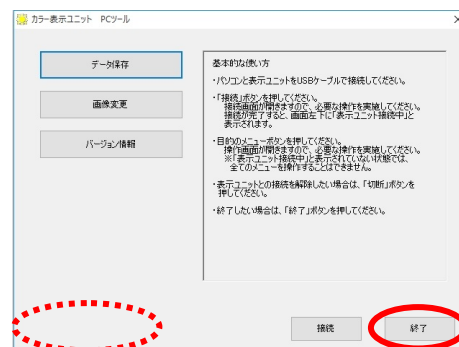 カラー表示ユニット PCツール
データ保存
画像変更
バージョン情報
基本的な使い方
・パソコンと表示ユニットをUSBケーブルで接続してください。
・「接続」ボタンを押してください。
接続画面が開きますので、必要な操作を実施してください。
接続が完了すると、画面左下に「表示ユニット接続中」と
表示されます。
・目的のメニューボタンを押してください。
操作画面が開きますので、必要な操作を実施してください。
※「表示ユニット接続中」と表示されていない状態では、
全てのメニューを操作することはできません。
・表示ユニットとの接続を解除したい場合は、「切断」ボタンを
押してください。
・終了したい場合は、「終了」ボタンを押してください。
接続
終了